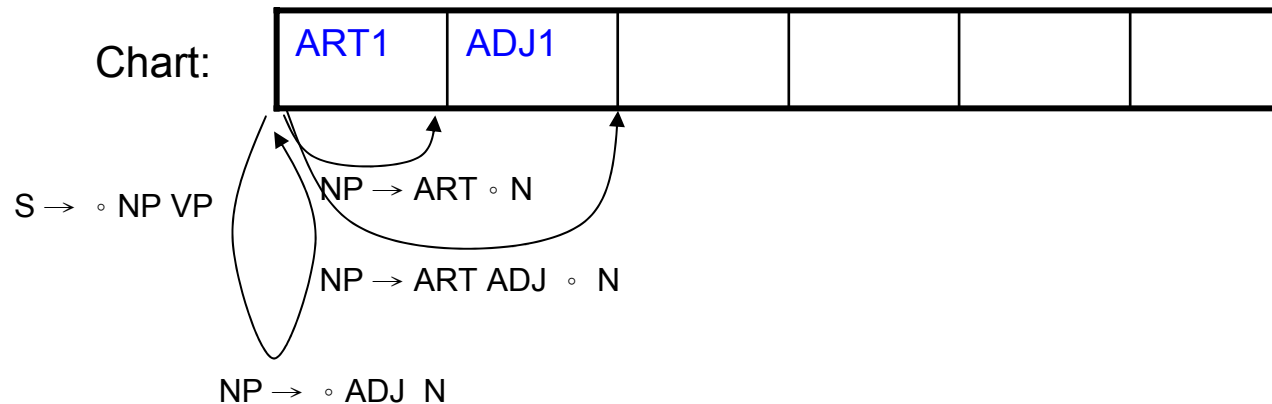 ART1 ADJ1
Chart:
NP → ART ◦ N
S → ◦ NP VP
NP → ART ADJ ◦ N
NP → ◦ ADJ N